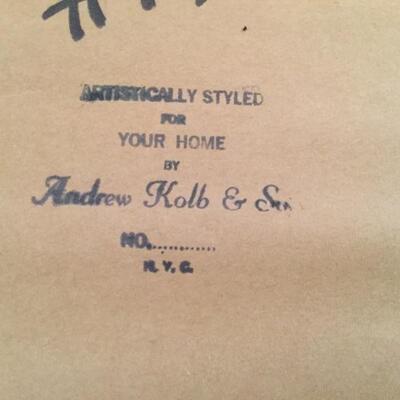 ARTISTICALLY STYLED
FOR
YOUR HOME
BY
Andrew Kolb & Son
NO............
N.Y.C.